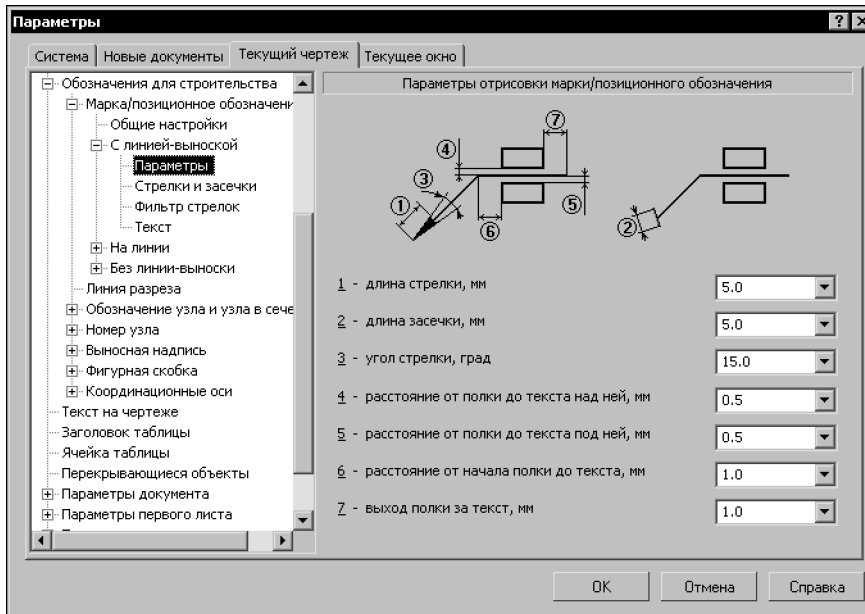 Параметры
Система Новые документы Текущий чертеж Текущее окно
Обозначения для строительства
Марка/позиционное обозначени
Общие настройки
С линией-выноской
Параметры
Стрелки и засечки
Фильтр стрелок
Текст
На линии
Без линии-выноски
Линия разреза
Обозначение узла и узла в сече
Номер узла
Выносная надпись
Фигурная скобка
Координационные оси
Текст на чертеже
Заголовок таблицы
Ячейка таблицы
Перекрывающиеся объекты
Параметры документа
Параметры первого листа
Параметры отрисовки марки/позиционного обозначения
7
4
3
1
5
6
2
1 - длина стрелки, мм 5.0
2 - длина засечки, мм 5.0
3 - угол стрелки, град 15.0
4 - расстояние от полки до текста над ней, мм 0.5
5 - расстояние от полки до текста под ней, мм 0.5
6 - расстояние от начала полки до текста, мм 1.0
7 - выход полки за текст, мм 1.0
OK Отмена Справка